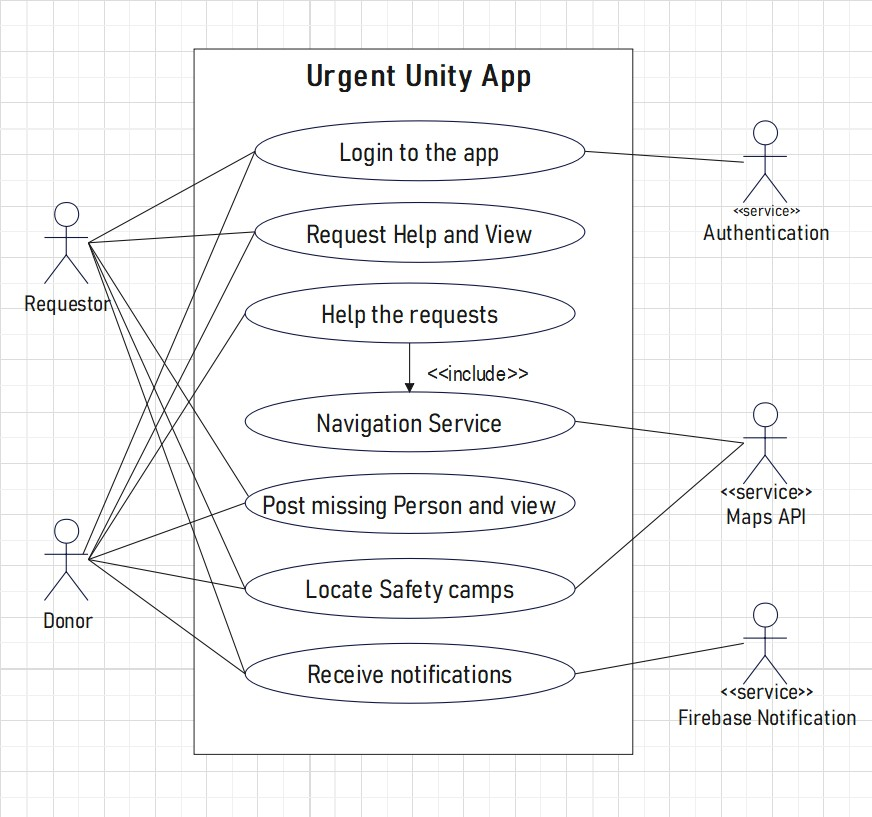 Urgent Unity App
Login to the app
<<service>>
Authentication
Request Help and View
Requestor
Help the requests
<<include>>
Navigation Service
<<service>>
Maps API
Post missing Person and view
Locate Safety camps
Donor
Receive notifications
<<service>>
Firebase Notification